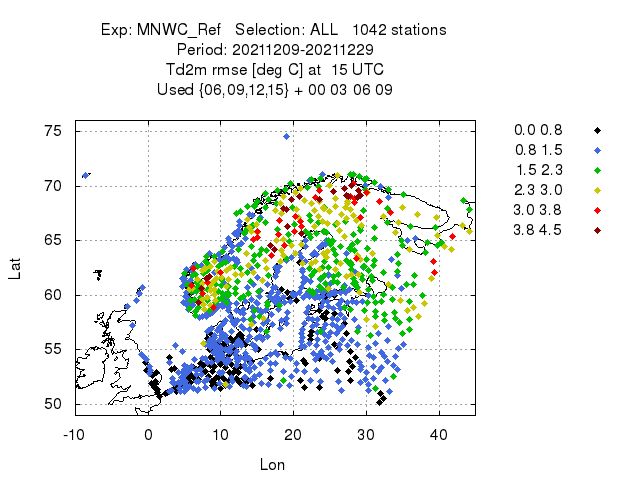 Exp: MNWC_Ref   Selection: ALL   1042 stations
Period: 20211209-20211229
Td2m rmse [deg C] at  15 UTC
Used {06,09,12,15} + 00 03 06 09
0.0 0.8
0.8 1.5
1.5 2.3
2.3 3.0
3.0 3.8
3.8 4.5
75
70
65
60
55
50
Lat
-10 0 10 20 30 40
Lon